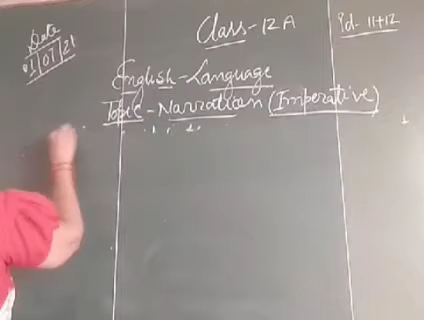 Date
01/07/21
Class-12A
Pd-11+12
English-Language
Topic-Narration (Imperative)